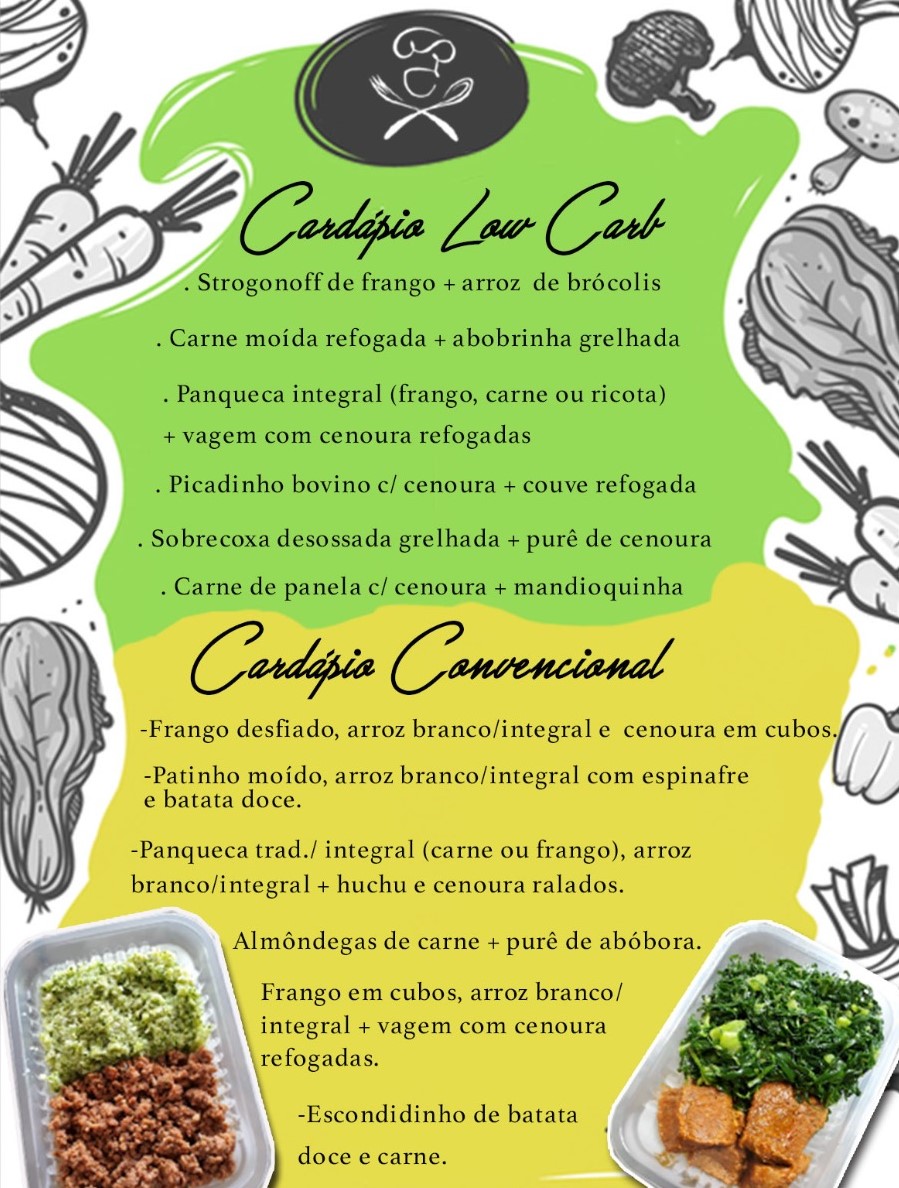 Cardápio Low Carb
. Strogonoff de frango + arroz de brócolis
. Carne moída refogada + abobrinha grelhada
. Panqueca integral (frango, carne ou ricota)
+ vagem com cenoura refogadas
. Picadinho bovino c/ cenoura + couve refogada
. Sobrecoxa desossada grelhada + purê de cenoura
. Carne de panela c/ cenoura + mandioquinha
Cardápio Convencional
-Frango desfiado, arroz branco/integral e cenoura em cubos.
-Patinho moído, arroz branco/integral com espinafre
e batata doce.
-Panqueca trad./ integral (carne ou frango), arroz
branco/integral + huchu e cenoura ralados.
Almôndegas de carne + purê de abóbora.
Frango em cubos, arroz branco/
integral + vagem com cenoura
refogadas.
-Escondidinho de batata
doce e carne.